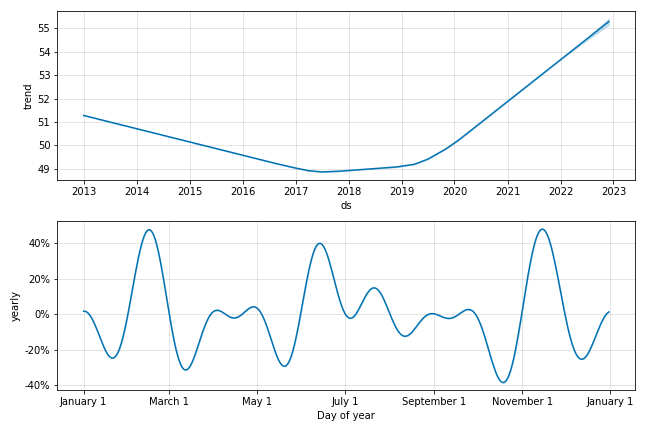 55
54
53
52
51
50
49
trend
2013 2014 2015 2016 2017 2018 2019 2020 2021 2022 2023
ds
40%
20%
0%
-20%
-40%
yearly
January 1 March 1 May 1 July 1 September 1 November 1 January 1
Day of year